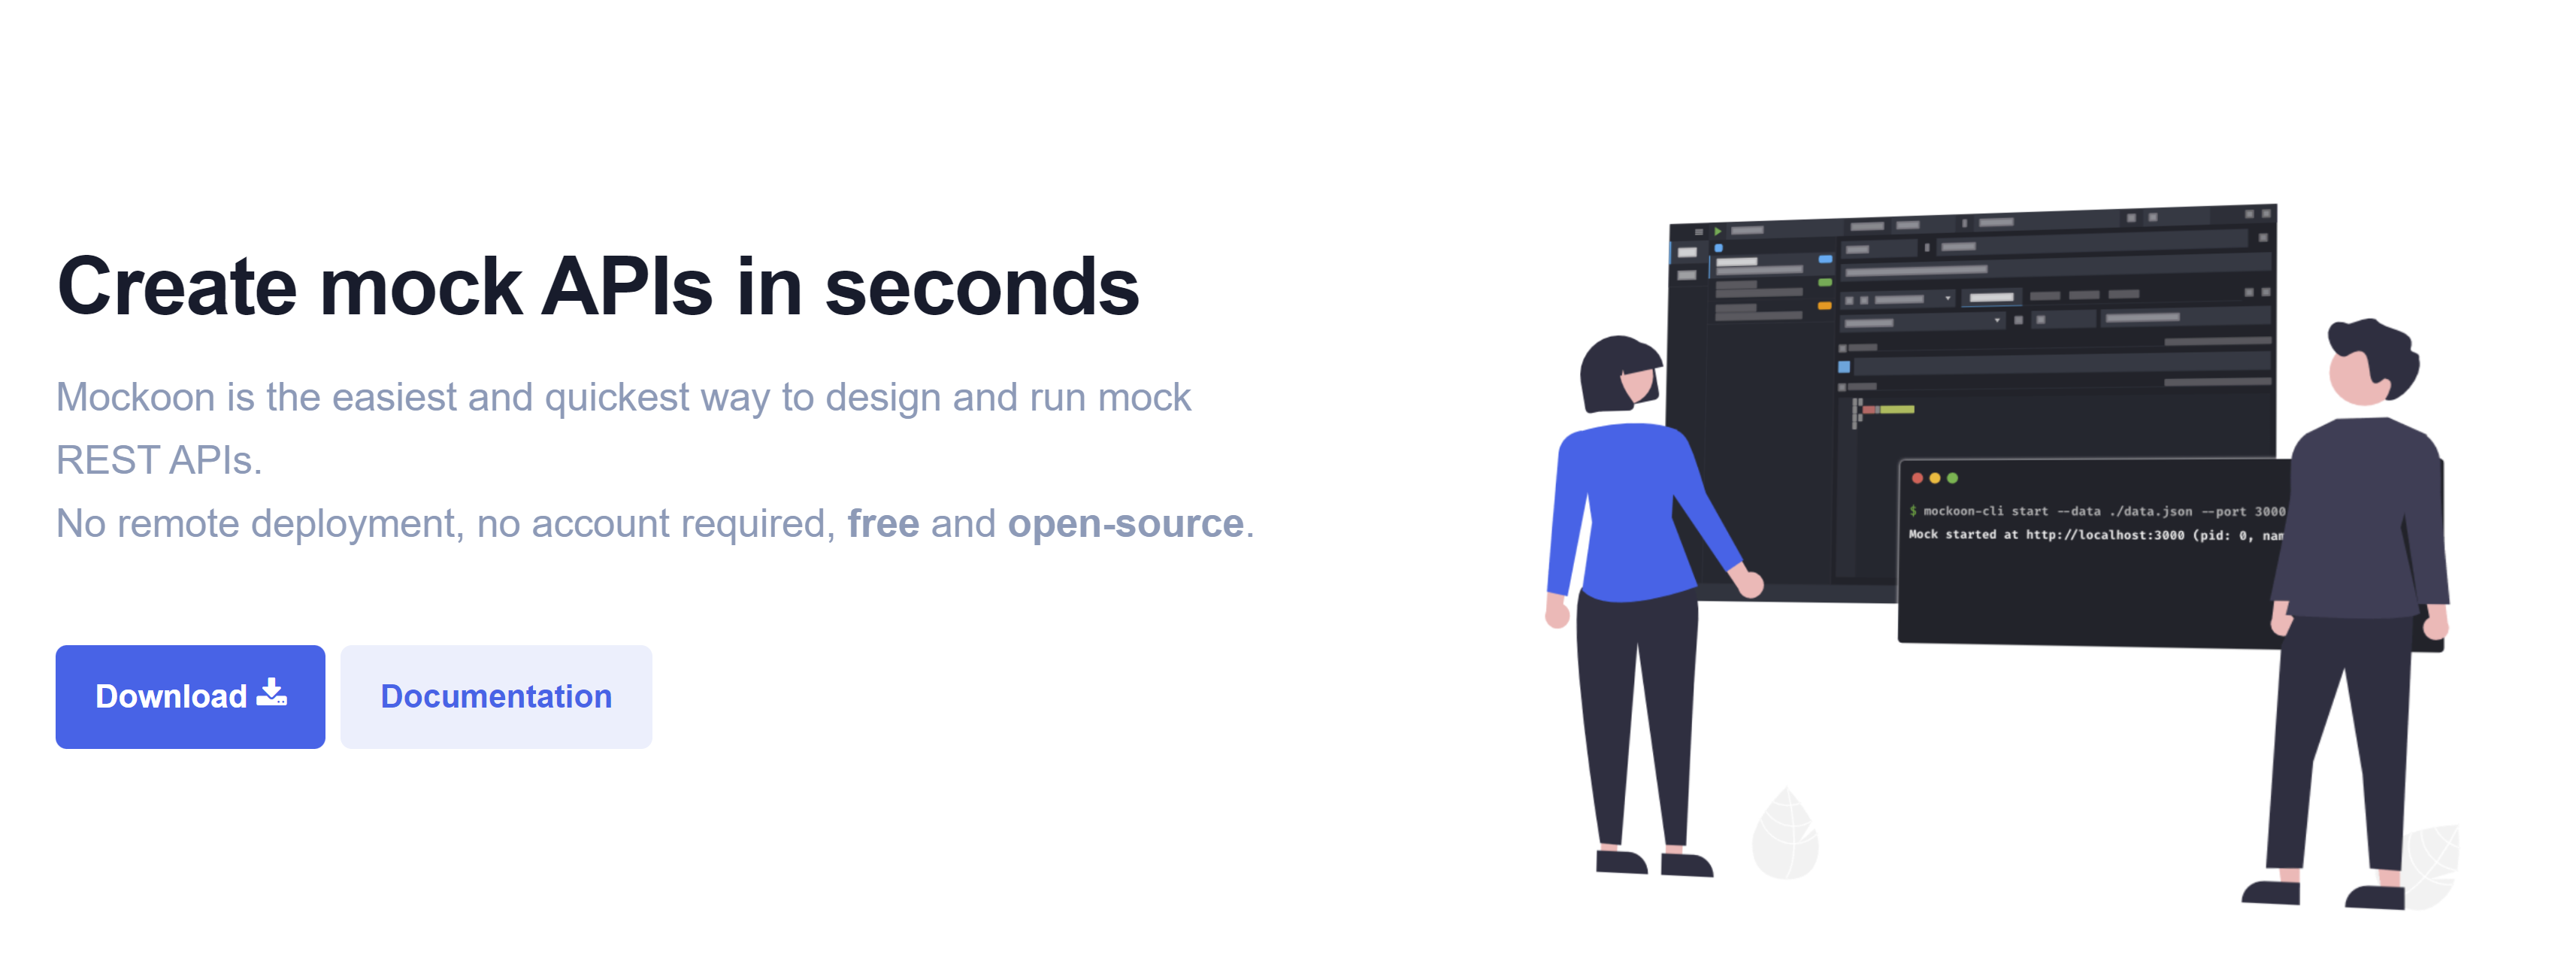 Create mock APIs in seconds
Mockoon is the easiest and quickest way to design and run mock
REST APIs.
No remote deployment, no account required, free and open-source.
Download
Documentation
$ mockoon-cli start --data ./data.json --port 3000
Mock started at http://localhost:3000 (pid: 0,